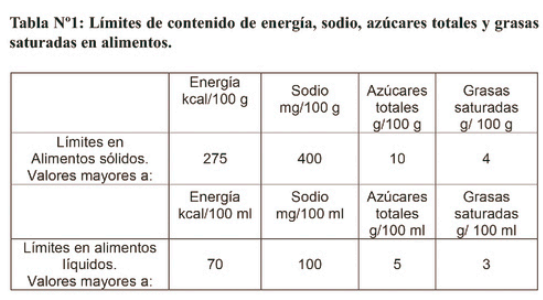 Tabla Nº1: Límites de contenido de energía, sodio, azúcares totales y grasas
saturadas en alimentos.
Energía
kcal/100 g
Sodio
mg/100 g
Azúcares
totales
g/100 g
Grasas
saturadas
g/ 100 g
Límites en
Alimentos sólidos.
Valores mayores a:
275
400
10
4
Energía
kcal/100 ml
Sodio
mg/100 ml
Azúcares
totales
g/100 ml
Grasas
saturadas
g/ 100 ml
Límites en alimentos
líquidos.
Valores mayores a:
70
100
5
3